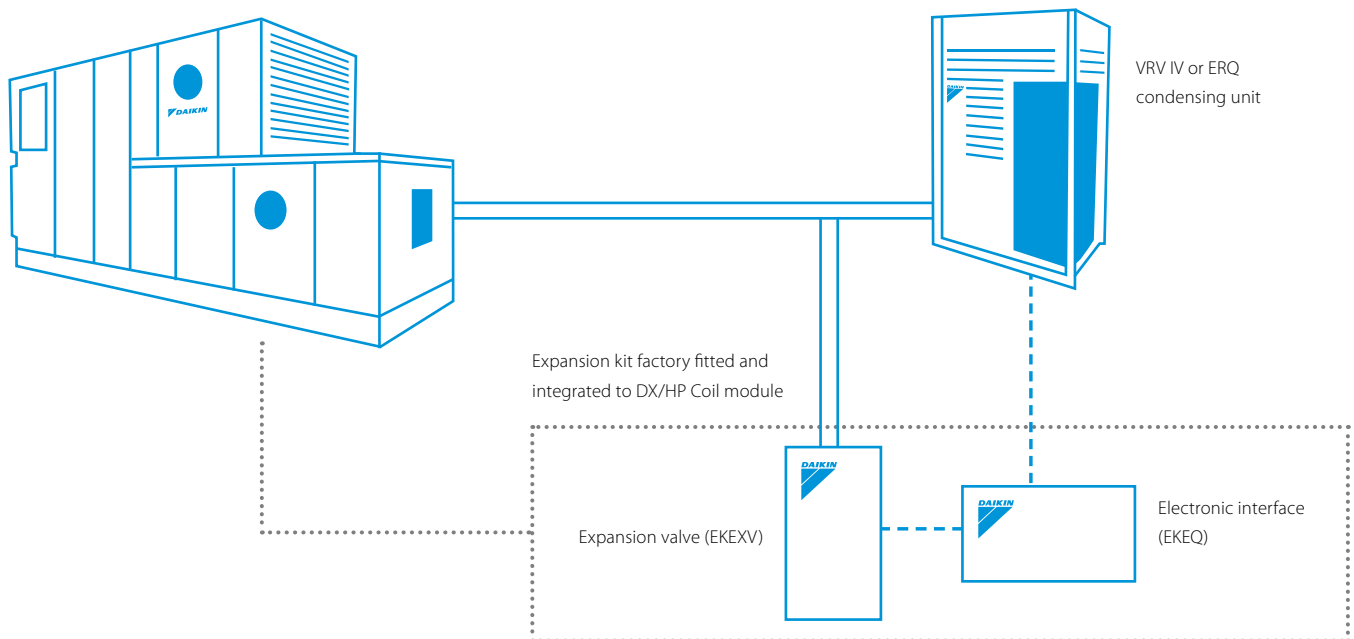 DAIKIN
DAIKIN
VRV IV or ERQ
condensing unit
Expansion kit factory fitted and
integrated to DX/HP Coil module
DAIKIN
Expansion valve (EKEXV)
DAIKIN
Electronic interface
(EKEQ)